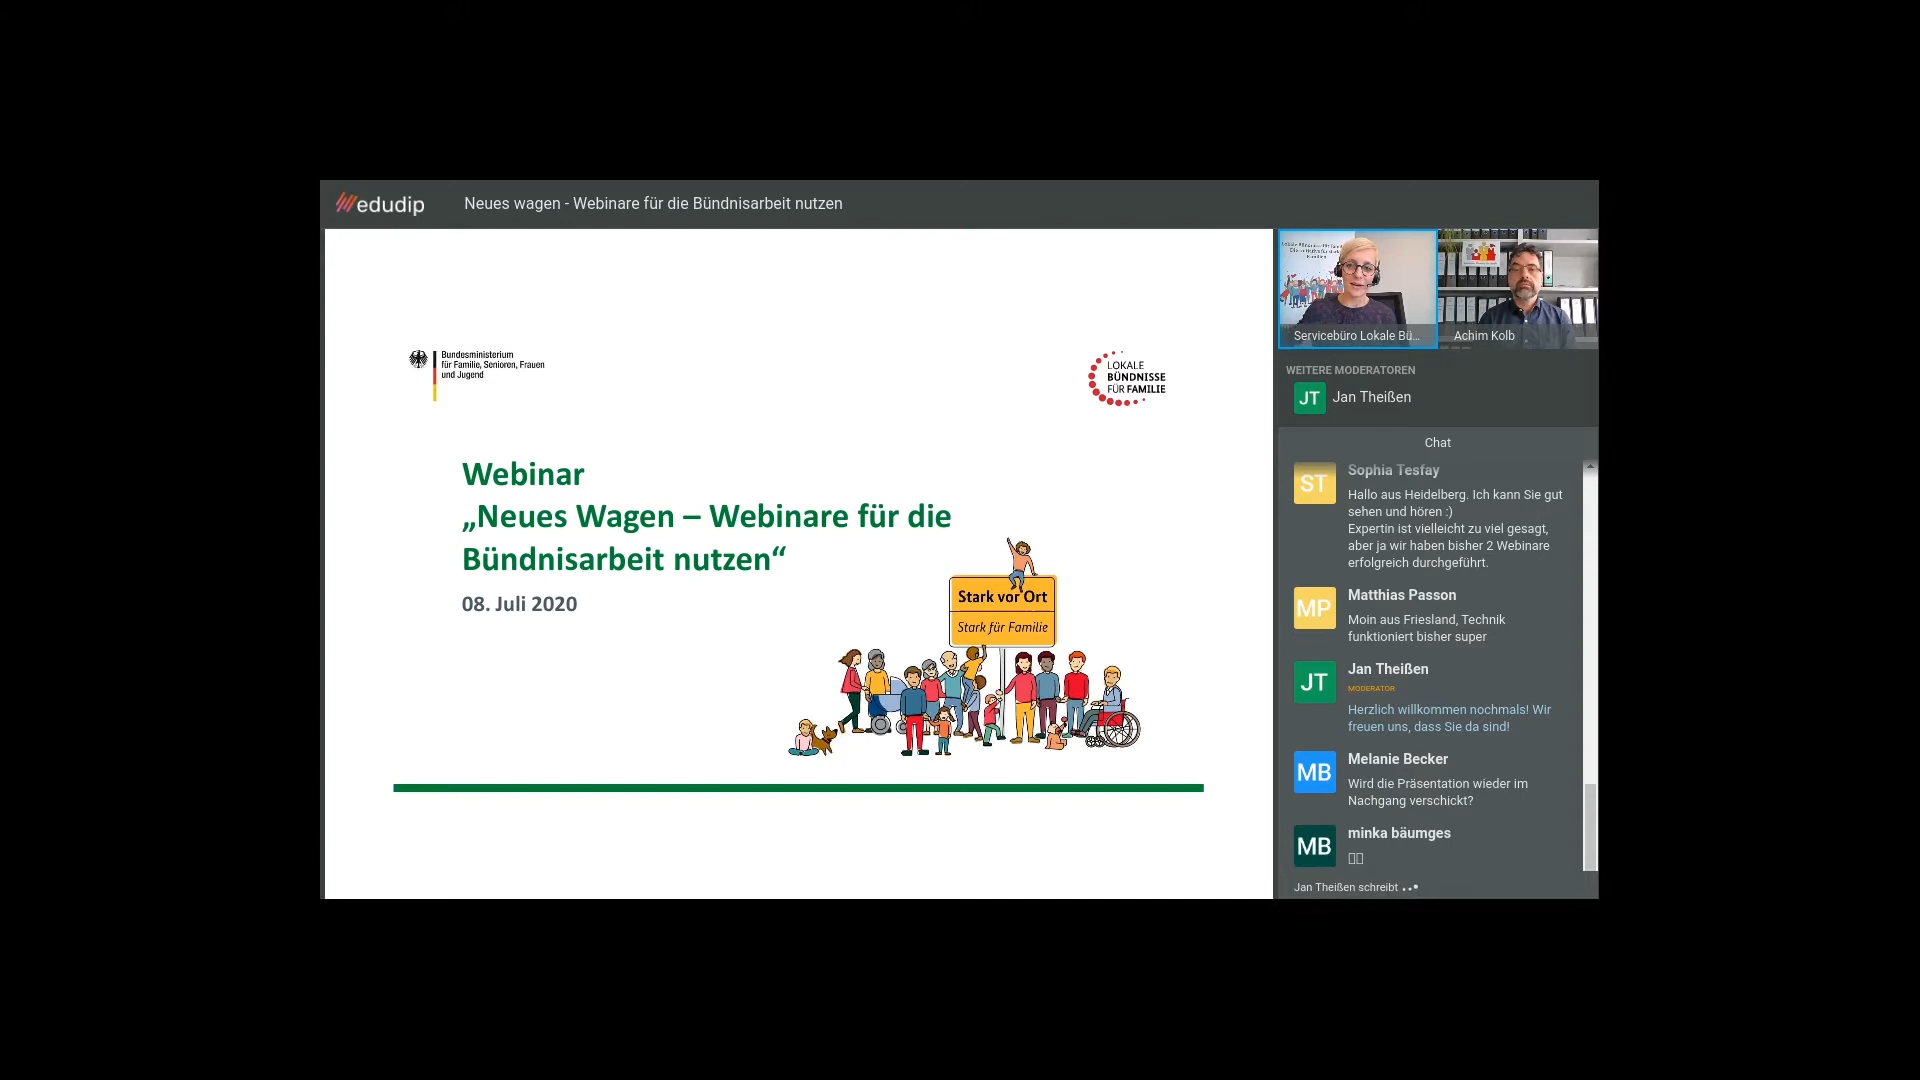 edudip
Neues wagen - Webinare für die Bündnisarbeit nutzen
Bundesministerium
für Familie, Senioren, Frauen
und Jugend
LOKALE
BÜNDNISSE
FÜR FAMILIE
Webinar
„Neues Wagen – Webinare für die
Bündnisarbeit nutzen“
08. Juli 2020
Stark vor Ort
Stark für Familie
Servicebüro Lokale Bü...
Achim Kolb
WEITERE MODERATOREN
JT
Jan Theißen
Chat
ST
Sophia Tesfay
Hallo aus Heidelberg. Ich kann Sie gut
sehen und hören :)
Expertin ist vielleicht zu viel gesagt,
aber ja wir haben bisher 2 Webinare
erfolgreich durchgeführt.
MP
Matthias Passon
Moin aus Friesland, Technik
funktioniert bisher super
JT
Jan Theißen
MODERATOR
Herzlich willkommen nochmals! Wir
freuen uns, dass Sie da sind!
MB
Melanie Becker
Wird die Präsentation wieder im
Nachgang verschickt?
MB
minka bäumges
Jan Theißen schreibt